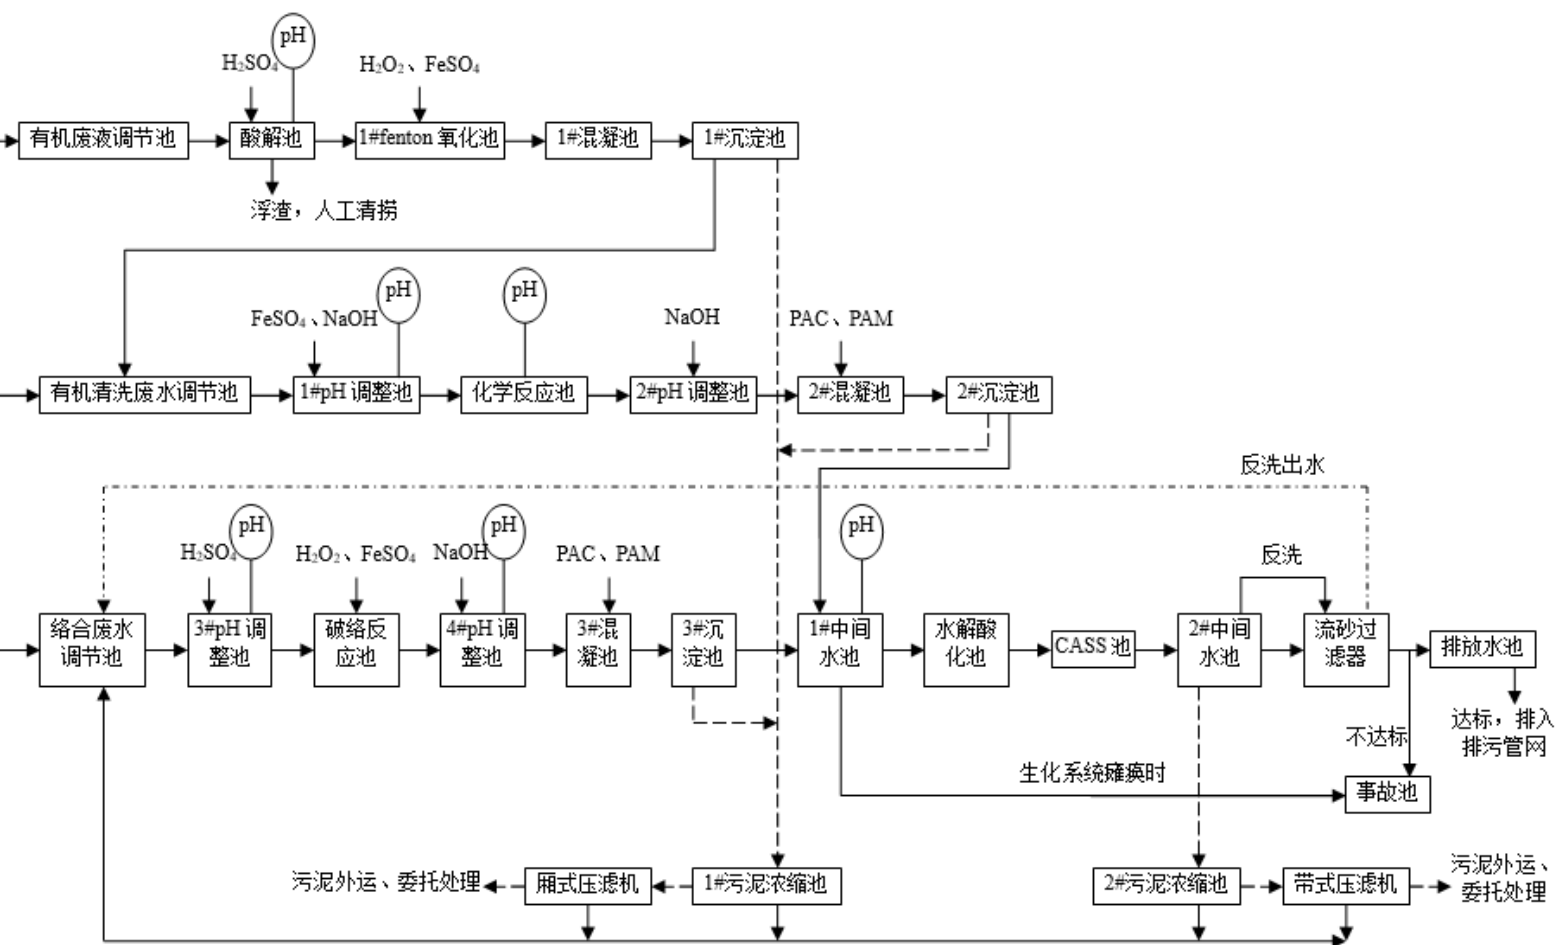 pH
H₂SO₄
H₂O₂、FeSO₄
有机废液调节池
酸解池
1#fenton 氧化池
1#混凝池
1#沉淀池
浮渣，人工清捞
pH
pH
FeSO₄、NaOH
NaOH
PAC、PAM
有机清洗废水调节池
1#pH 调整池
化学反应池
2#pH 调整池
2#混凝池
2#沉淀池
反洗出水
pH
pH
pH
H₂SO₄
H₂O₂、FeSO₄
NaOH
PAC、PAM
反洗
络合废水
调节池
3#pH 调
整池
破络反
应池
4#pH 调
整池
3#混
凝池
3#沉
淀池
1#中间
水池
水解酸
化池
CASS 池
2#中间
水池
流砂过
滤器
排放水池
不达标
达标，排入
排污管网
生化系统瘫痪时
事故池
污泥外运、委托处理
厢式压滤机
1#污泥浓缩池
2#污泥浓缩池
带式压滤机
污泥外运、
委托处理